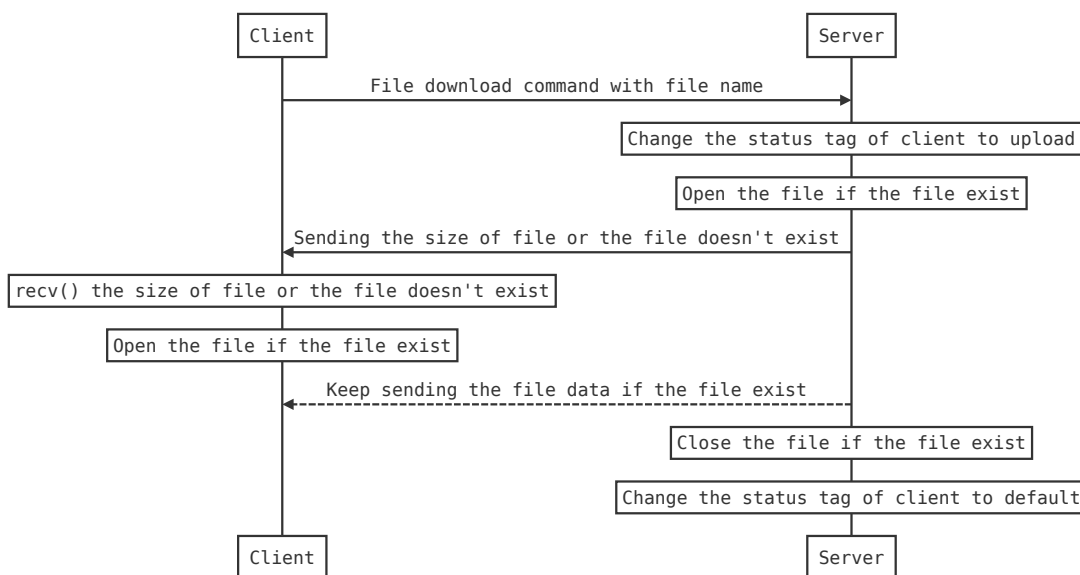 Client
Server
File download command with file name
Change the status tag of client to upload
Open the file if the file exist
Sending the size of file or the file doesn't exist
recv() the size of file or the file doesn't exist
Open the file if the file exist
Keep sending the file data if the file exist
Close the file if the file exist
Change the status tag of client to default
Client
Server